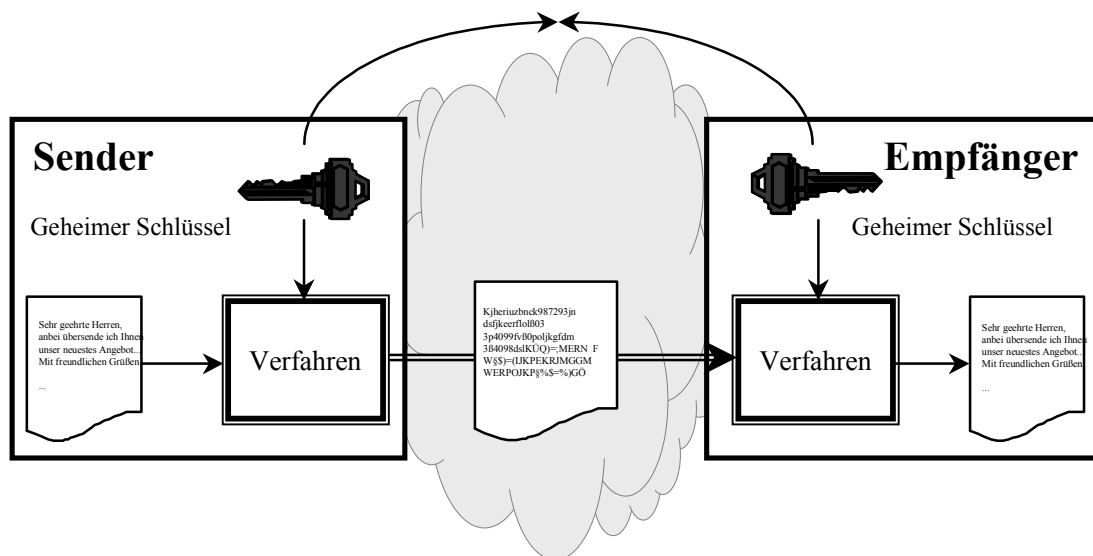 Sender
Empfänger
Geheimer Schlüssel
Geheimer Schlüssel
Sehr geehrte Herren,
anbei übersende ich Ihnen
unser neuestes Angebot...
Mit freundlichen Grüßen
...
Verfahren
Kjheriuzbnck987293jn
dsfjkeerflolß03
3p4099fvß0poljkgfdm
3ß4098dslKÜQ)=;MERN F
W§$)=(IJKPEKRJMGGM
WERPOJKP§%$=%)GÖ
Verfahren
Sehr geehrte Herren,
anbei übersende ich Ihnen
unser neuestes Angebot...
Mit freundlichen Grüßen
...